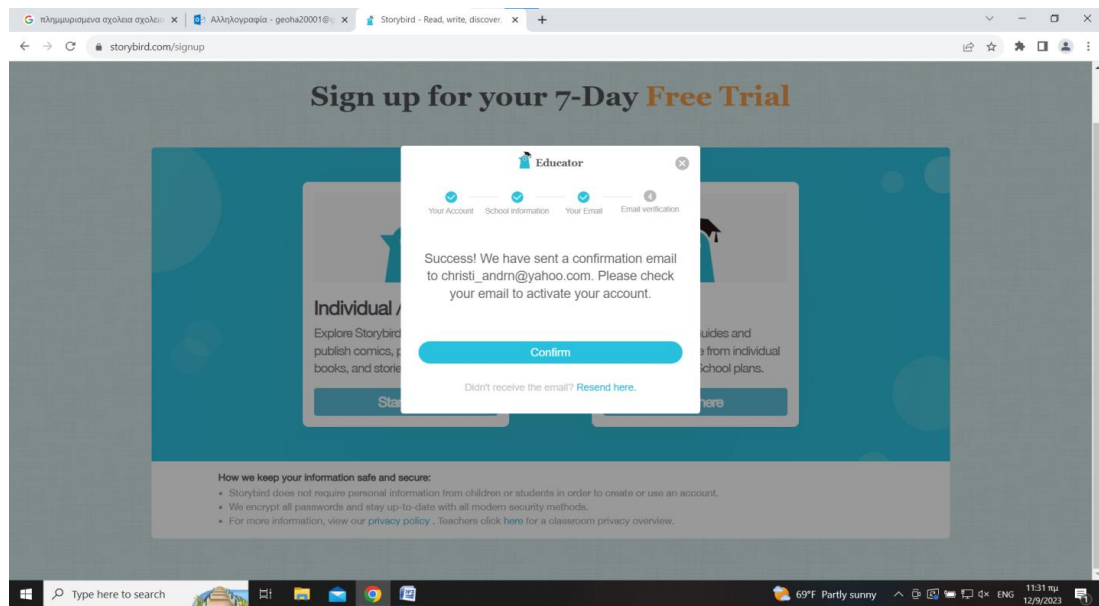 πλημμυρισμενα σχολεια σχολει
Αλληλογραφία - geoha20001@
Storybird - Read, write, discover,
storybird.com/signup
Sign up for your 7-Day Free Trial
Educator
Your Account
School information
Your Email
4
Email verification
Success! We have sent a confirmation email
to christi_andrn@yahoo.com. Please check
your email to activate your account.
Confirm
Didn't receive the email? Resend here.
Individual
Explore Storybird
publish comics,
books, and storie
Sta
uides and
from individual
School plans.
here
How we keep your information safe and secure:
• Storybird does not require personal information from children or students in order to create or use an account.
• We encrypt all passwords and stay up-to-date with all modern security methods.
• For more information, view our privacy policy . Teachers click here for a classroom privacy overview.
Type here to search
69°F Partly sunny
ENG
11:31 πμ
12/9/2023
1